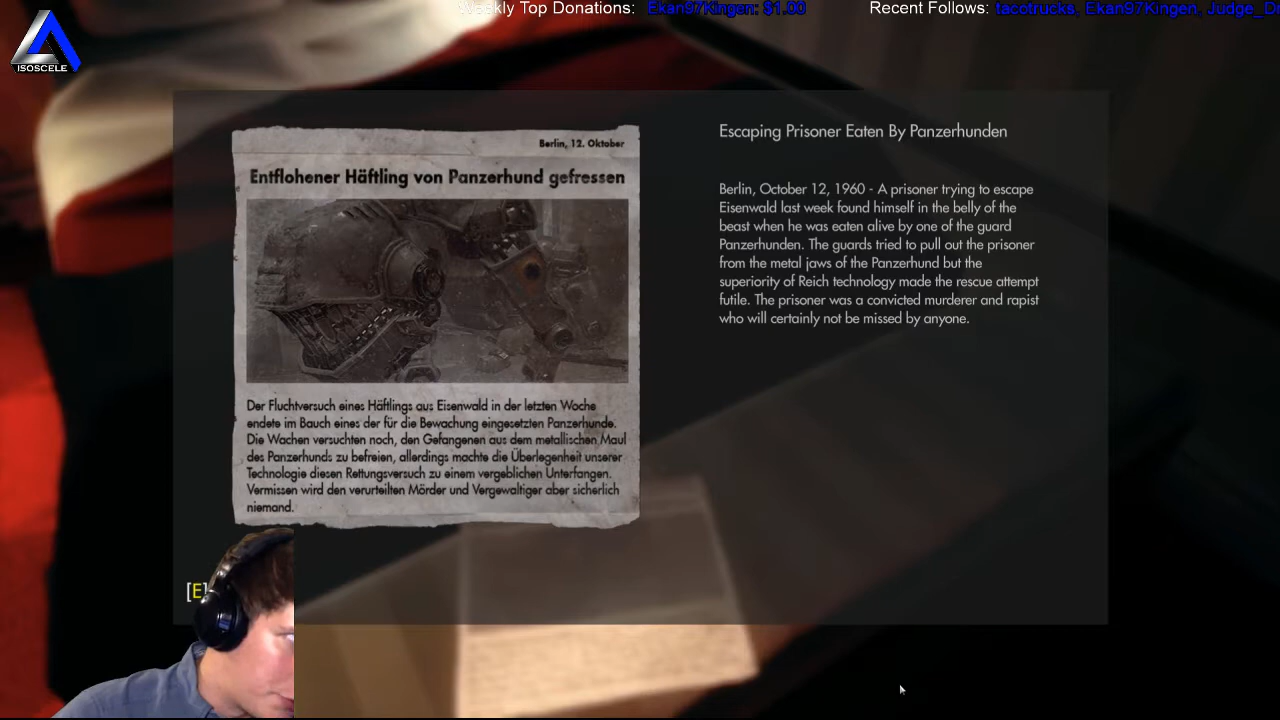 Weekly Top Donations: Ekan97Kingen: $1.00 Recent Follows: tacotrucks, Ekan97Kingen,
ISOSCELE
Berlin, 12. Oktober
Entflohener Häftling von Panzerhund gefressen
Der Fluchtversuch eines Häftlings aus Eisenwald in der letzten Woche
endete im Bauch eines der für die Bewachung eingesetzten Panzerhunde.
Die Wachen versuchten noch, den Gefangenen aus dem metallischen Maul
des Panzerhunds zu befreien, allerdings machte die Überlegenheit unserer
Technologie diesen Rettungsversuch zu einem vergeblichen Unterfangen.
Vermissen wird den verurteilten Mörder und Vergewaltiger aber sicherlich
niemand.
Escaping Prisoner Eaten By Panzerhunden
Berlin, October 12, 1960 - A prisoner trying to escape
Eisenwald last week found himself in the belly of the
beast when he was eaten alive by one of the guard
Panzerhunden. The guards tried to pull out the prisoner
from the metal jaws of the Panzerhund but the
superiority of Reich technology made the rescue attempt
futile. The prisoner was a convicted murderer and rapist
who will certainly not be missed by anyone.
[E]